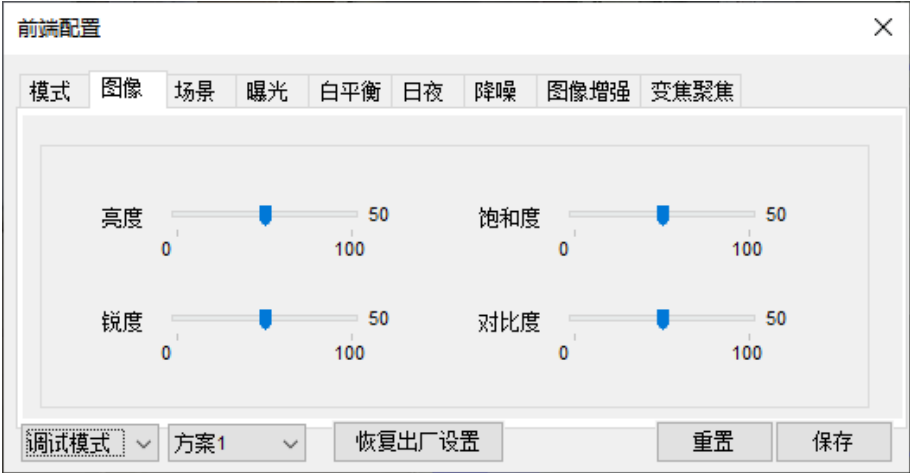 前端配置
模式 图像 场景 曝光 白平衡 日夜 降噪 图像增强 变焦聚焦
亮度 50 饱和度 50
0 100 0 100
锐度 50 对比度 50
0 100 0 100
调试模式 方案1 恢复出厂设置 重置 保存